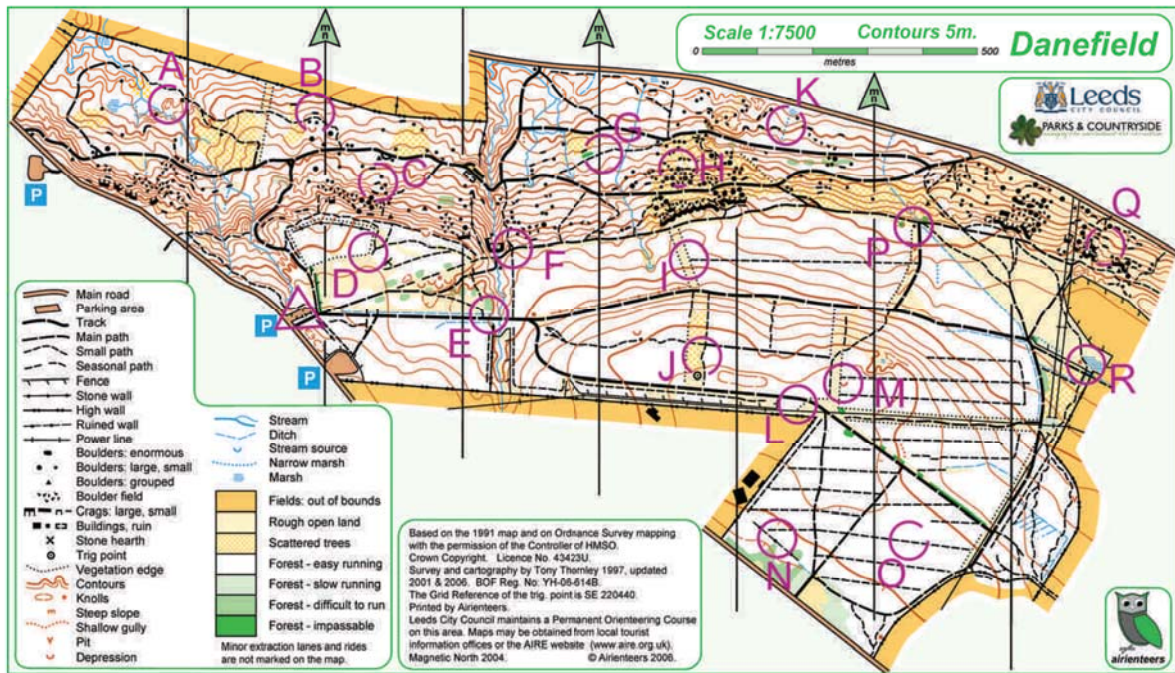 Scale 1:7500 Contours 5m.
0 500
metres
Danefield
Leeds
CITY COUNCIL
PARKS & COUNTRYSIDE
mn
mn
mn
A
B
K
G
C
H
Q
P
D
F
I
E
J
M
R
L
N
O
P
P
P
Main road
Parking area
Track
Main path
Small path
Seasonal path
Fence
Stone wall
High wall
Ruined wall
Power line
Boulders: enormous
Boulders: large, small
Boulders: grouped
Boulder field
Crags: large, small
Buildings, ruin
Stone hearth
Trig point
Vegetation edge
Contours
Knolls
Steep slope
Shallow gully
Pit
Depression
Stream
Ditch
Stream source
Narrow marsh
Marsh
Fields: out of bounds
Rough open land
Scattered trees
Forest - easy running
Forest - slow running
Forest - difficult to run
Forest - impassable
Minor extraction lanes and rides
are not marked on the map.
Based on the 1991 map and on Ordnance Survey mapping
with the permission of the Controller of HMSO.
Crown Copyright. Licence No. 43423U.
Survey and cartography by Tony Thornley 1997, updated
2001 & 2006. BOF Reg. No: YH-06-614B.
The Grid Reference of the trig. point is SE 220440.
Printed by Airienteers.
Leeds City Council maintains a Permanent Orienteering Course
on this area. Maps may be obtained from local tourist
information offices or the AIRE website (www.aire.org.uk).
Magnetic North 2004. © Airienteers 2006.
airienteers